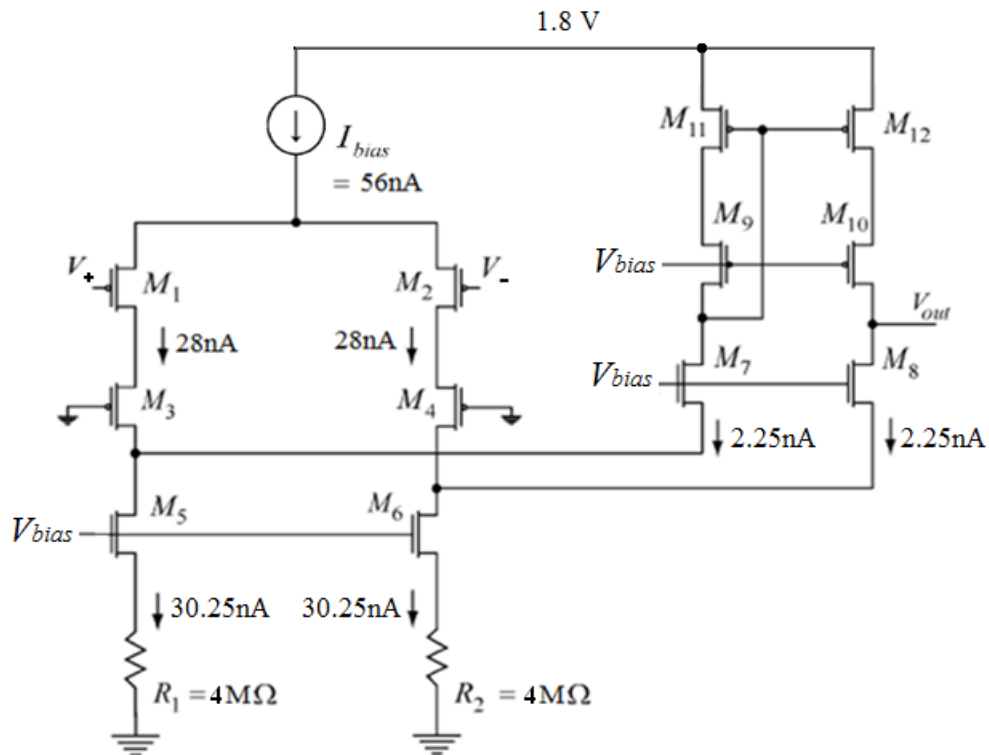 1.8 V
I bias
= 56nA
M11
M12
M9
M10
V+
M1
M2
V-
Vbias
Vout
28nA
28nA
M7
M8
Vbias
M3
M4
2.25nA
2.25nA
M5
M6
Vbias
30.25nA
30.25nA
R1 = 4MΩ
R2 = 4MΩ